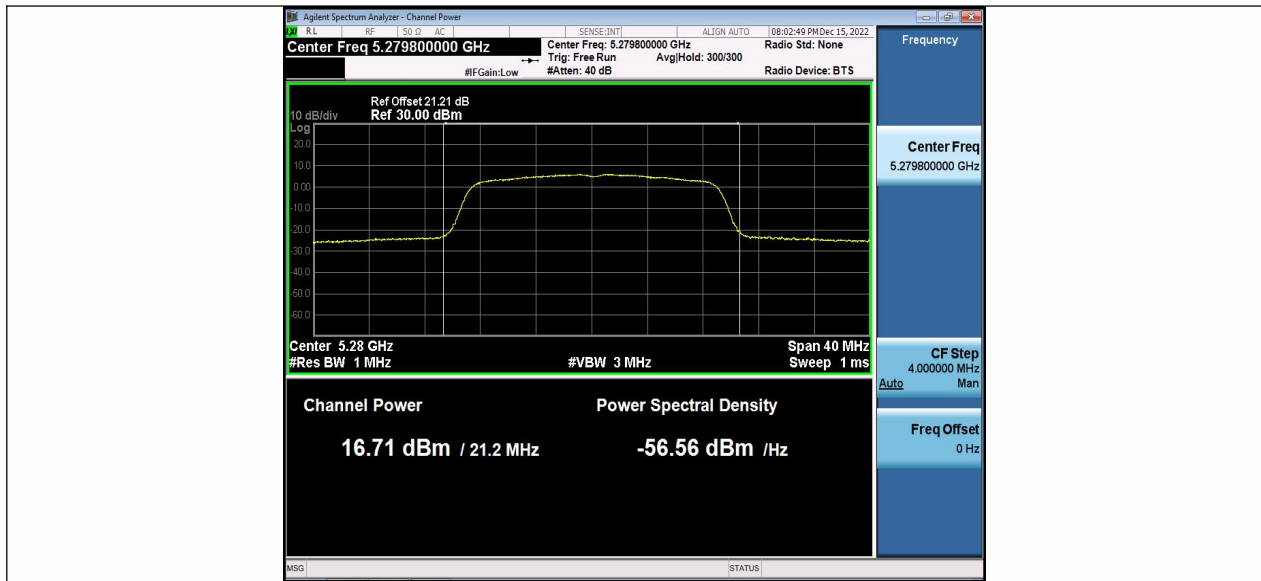 Agilent Spectrum Analyzer - Channel Power
RL RF 50 Ω AC SENSE:INT ALIGN AUTO 08:02:49 PM Dec 15, 2022
Center Freq 5.279800000 GHz
Center Freq: 5.279800000 GHz Radio Std: None
Trig: Free Run Avg|Hold: 300/300
#IFGain:Low #Atten: 40 dB Radio Device: BTS
Ref Offset 21.21 dB
10 dB/div Ref 30.00 dBm
Log
20.0
10.0
0.00
-10.0
-20.0
-30.0
-40.0
-50.0
-60.0
Center 5.28 GHz Span 40 MHz
#Res BW 1 MHz #VBW 3 MHz Sweep 1 ms
Channel Power Power Spectral Density
16.71 dBm / 21.2 MHz -56.56 dBm /Hz
MSG STATUS
Frequency
Center Freq
5.279800000 GHz
CF Step
4.000000 MHz
Auto Man
Freq Offset
0 Hz